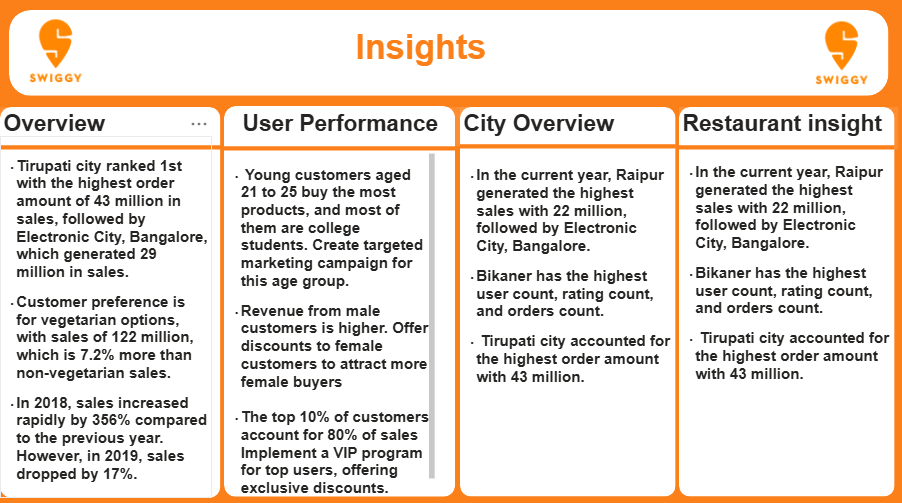 Insights
SWIGGY
SWIGGY
Overview
...
· Tirupati city ranked 1st
with the highest order
amount of 43 million in
sales, followed by
Electronic City, Bangalore,
which generated 29
million in sales.
· Customer preference is
for vegetarian options,
with sales of 122 million,
which is 7.2% more than
non-vegetarian sales.
· In 2018, sales increased
rapidly by 356% compared
to the previous year.
However, in 2019, sales
dropped by 17%.
User Performance
· Young customers aged
21 to 25 buy the most
products, and most of
them are college
students. Create targeted
marketing campaign for
this age group.
· Revenue from male
customers is higher. Offer
discounts to female
customers to attract more
female buyers
· The top 10% of customers
account for 80% of sales
Implement a VIP program
for top users, offering
exclusive discounts.
City Overview
· In the current year, Raipur
generated the highest
sales with 22 million,
followed by Electronic
City, Bangalore.
· Bikaner has the highest
user count, rating count,
and orders count.
· Tirupati city accounted for
the highest order amount
with 43 million.
Restaurant insight
· In the current year, Raipur
generated the highest
sales with 22 million,
followed by Electronic
City, Bangalore.
· Bikaner has the highest
user count, rating count,
and orders count.
· Tirupati city accounted for
the highest order amount
with 43 million.